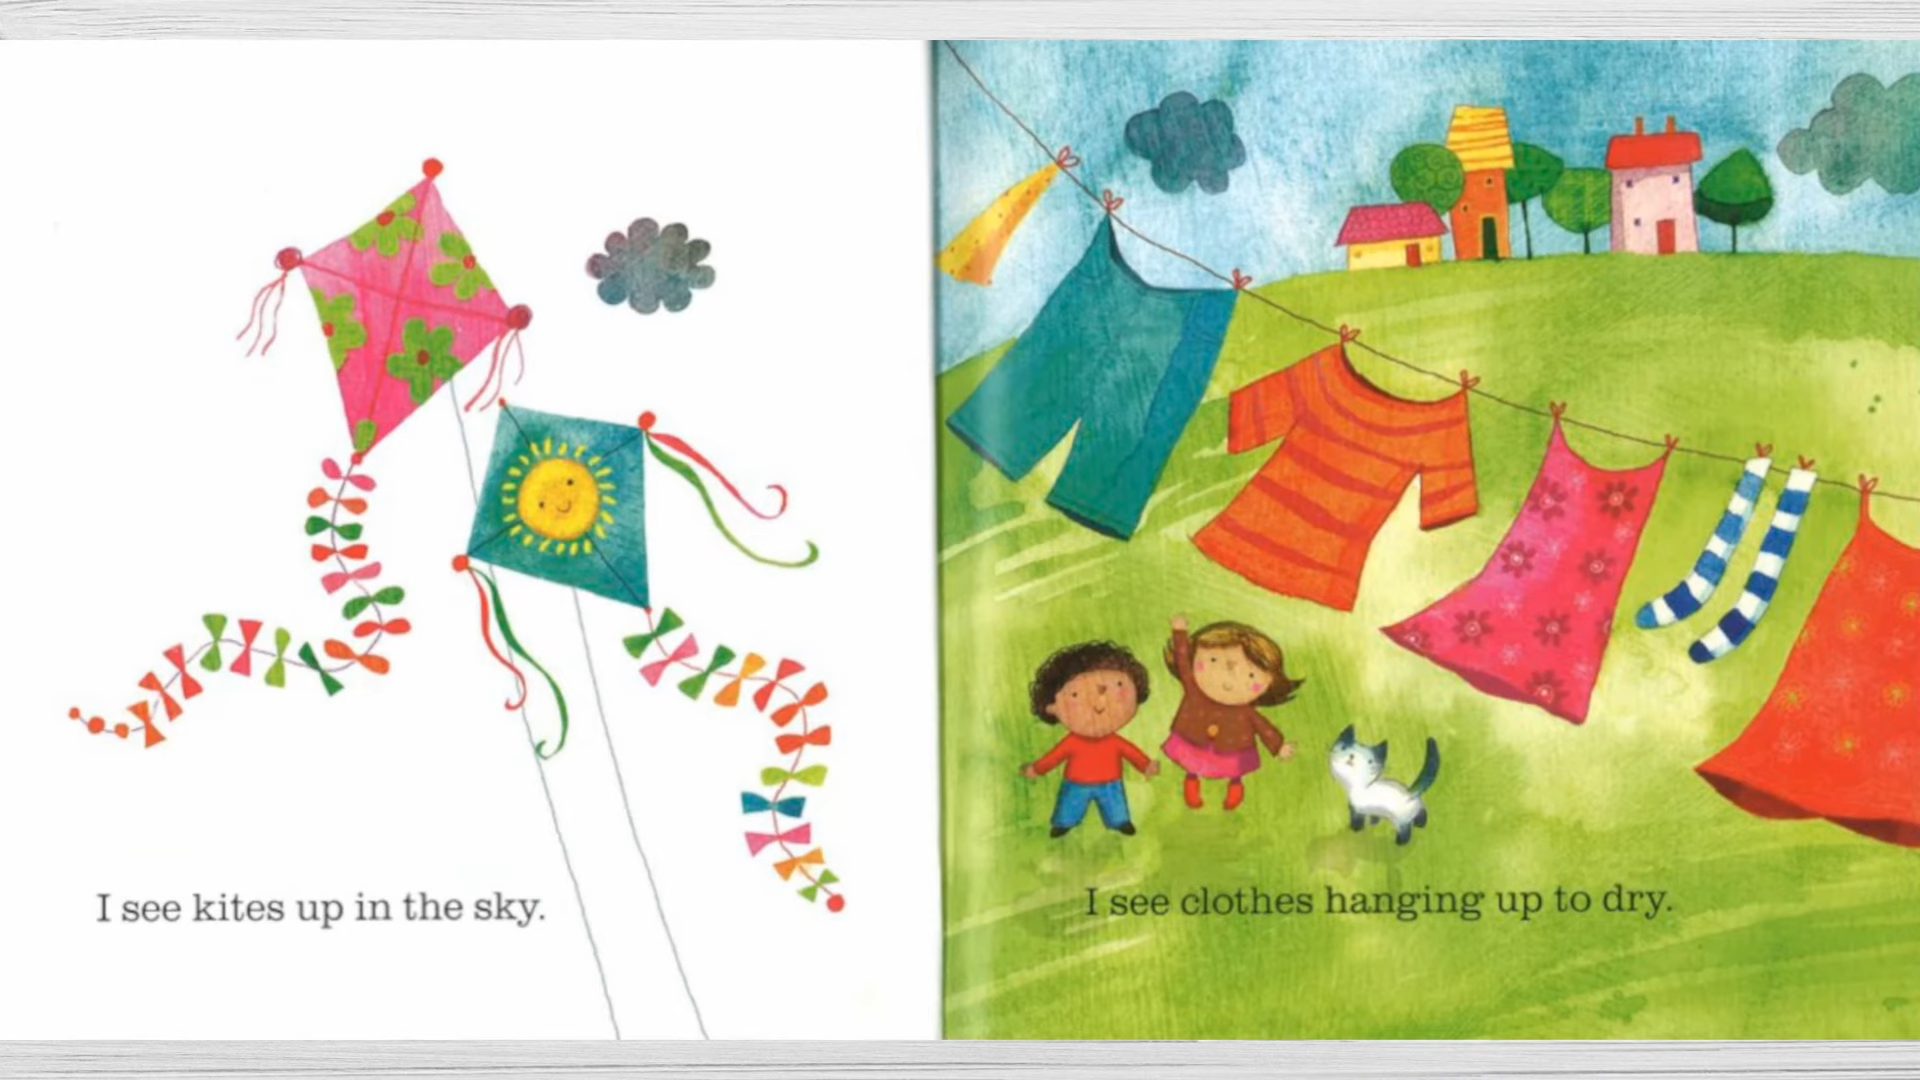 I see kites up in the sky.
I see clothes hanging up to dry.